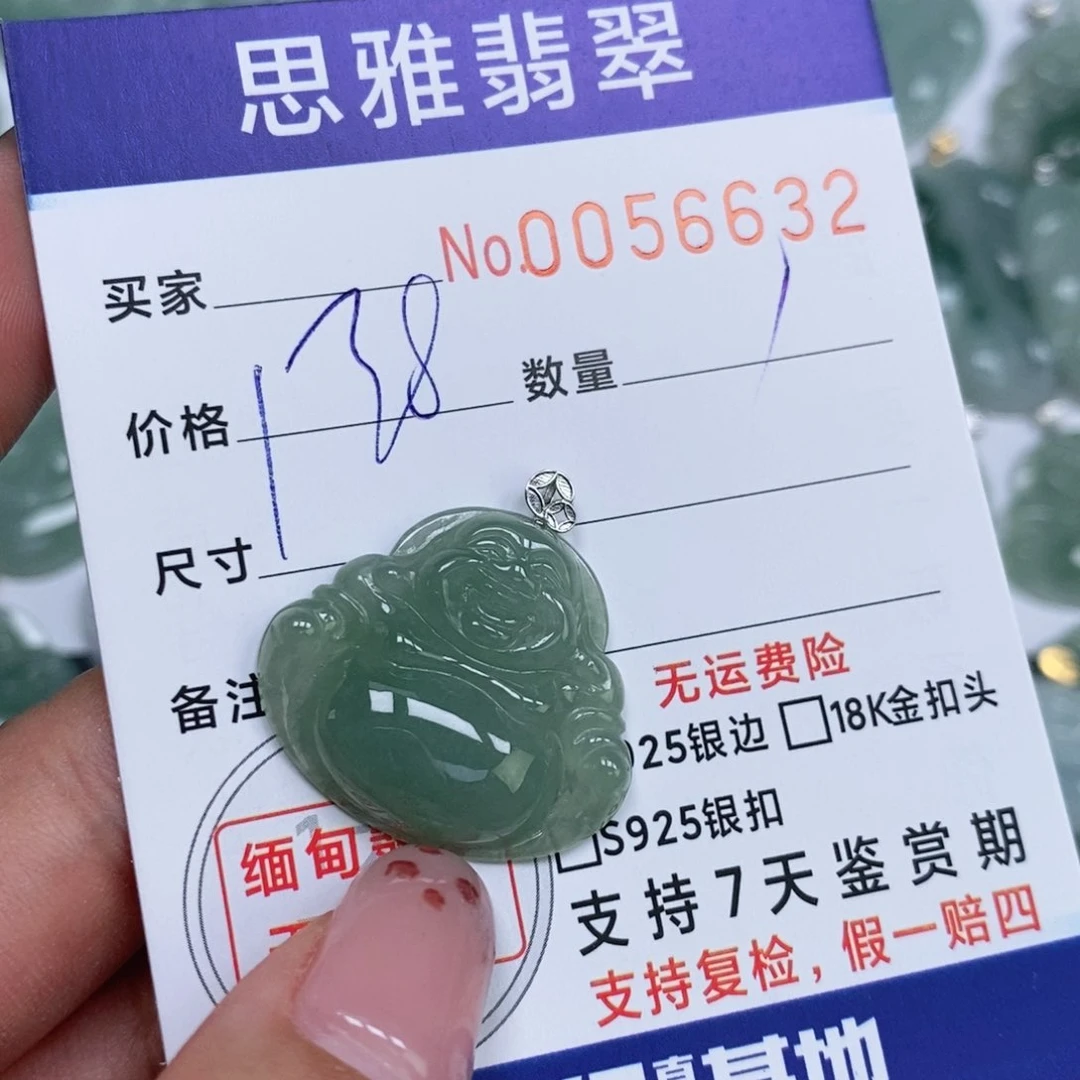 思雅翡翠
No.0056632
买家
价格 138 数量 1
尺寸
备注
无运费险
925银边 □18K金扣头
□S925银扣
缅甸
支持7天鉴赏期
支持复检，假一赔四
基地